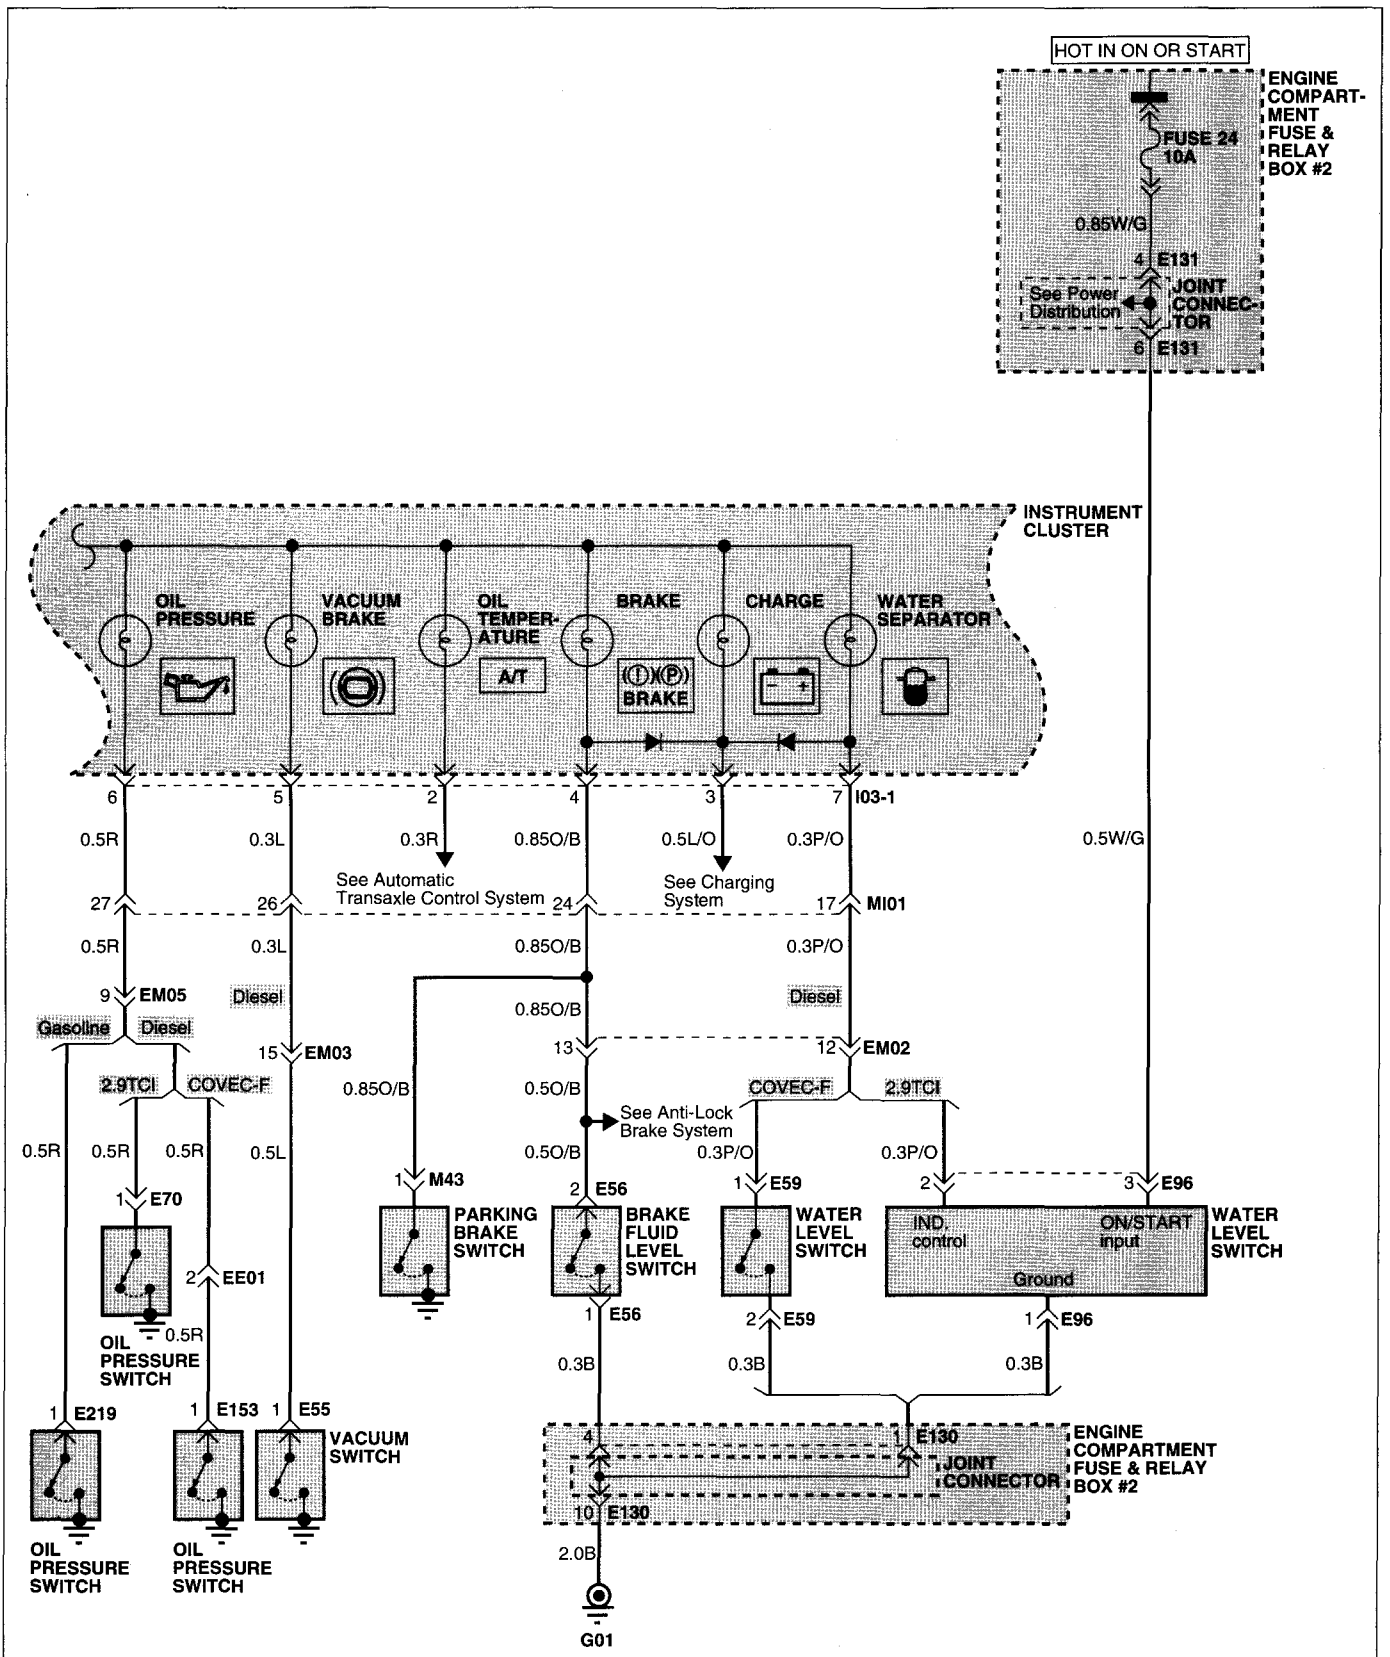 HOT IN ON OR START
ENGINE
COMPART-
MENT
FUSE &
RELAY
BOX #2
FUSE 24
10A
0.85W/G
4 E131
See Power
Distribution
JOINT
CONNEC-
TOR
6 E131
INSTRUMENT
CLUSTER
OIL
PRESSURE
VACUUM
BRAKE
OIL
TEMPER-
ATURE
BRAKE
CHARGE
WATER
SEPARATOR
A/T
(!) (P)
BRAKE
- +
6 5 2 4 3 7 I03-1
0.5R 0.3L 0.3R 0.85O/B 0.5L/O 0.3P/O 0.5W/G
See Automatic
Transaxle Control System
See Charging
System
27 26 24 17 MI01
0.5R 0.3L 0.85O/B 0.3P/O
9 EM05
Diesel
0.85O/B
Diesel
Gasoline Diesel
15 EM03
13 12 EM02
2.9TCI COVEC-F
0.85O/B 0.5O/B
COVEC-F 2.9TCI
See Anti-Lock
Brake System
0.5R 0.5R 0.5R 0.5L 0.5O/B 0.3P/O 0.3P/O
1 E70
1 M43
2 E56
1 E59
2
3 E96
PARKING
BRAKE
SWITCH
BRAKE
FLUID
LEVEL
SWITCH
WATER
LEVEL
SWITCH
IND.
control
ON/START
input
Ground
WATER
LEVEL
SWITCH
2 EE01
1 E56
2 E59
1 E96
0.5R
OIL
PRESSURE
SWITCH
0.3B 0.3B 0.3B
1 E219
1 E153
1 E55
VACUUM
SWITCH
4
1 E130
JOINT
CONNECTOR
ENGINE
COMPARTMENT
FUSE & RELAY
BOX #2
10 E130
OIL
PRESSURE
SWITCH
OIL
PRESSURE
SWITCH
2.0B
G01